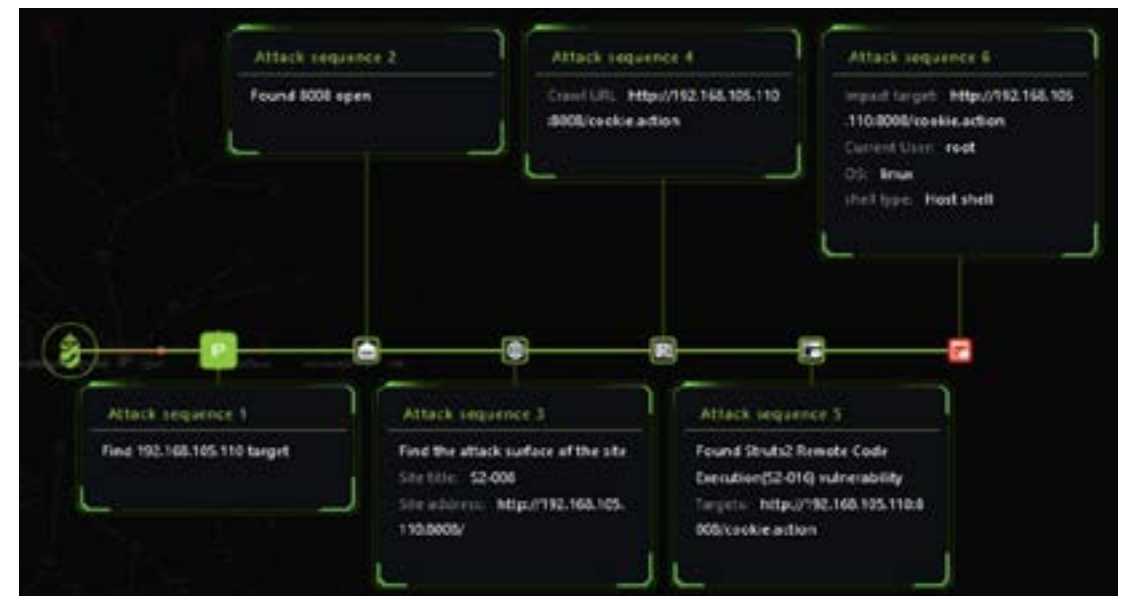 Attack sequence 2
Found 8008 open
Attack sequence 4
Crawl URL: http://192.168.105.110
:8008/cookie.action
Attack sequence 6
Impact target: http://192.168.105
.110:8008/cookie.action
Current User: root
OS: linux
shell type: Host shell
Attack sequence 1
Find 192.168.105.110 target
Attack sequence 3
Find the attack surface of the site
Site title: S2-008
Site address: http://192.168.105.
110:8008/
Attack sequence 5
Found Struts2 Remote Code
Execution(S2-016) vulnerability
Targets: http://192.168.105.110:8
008/cookie.action